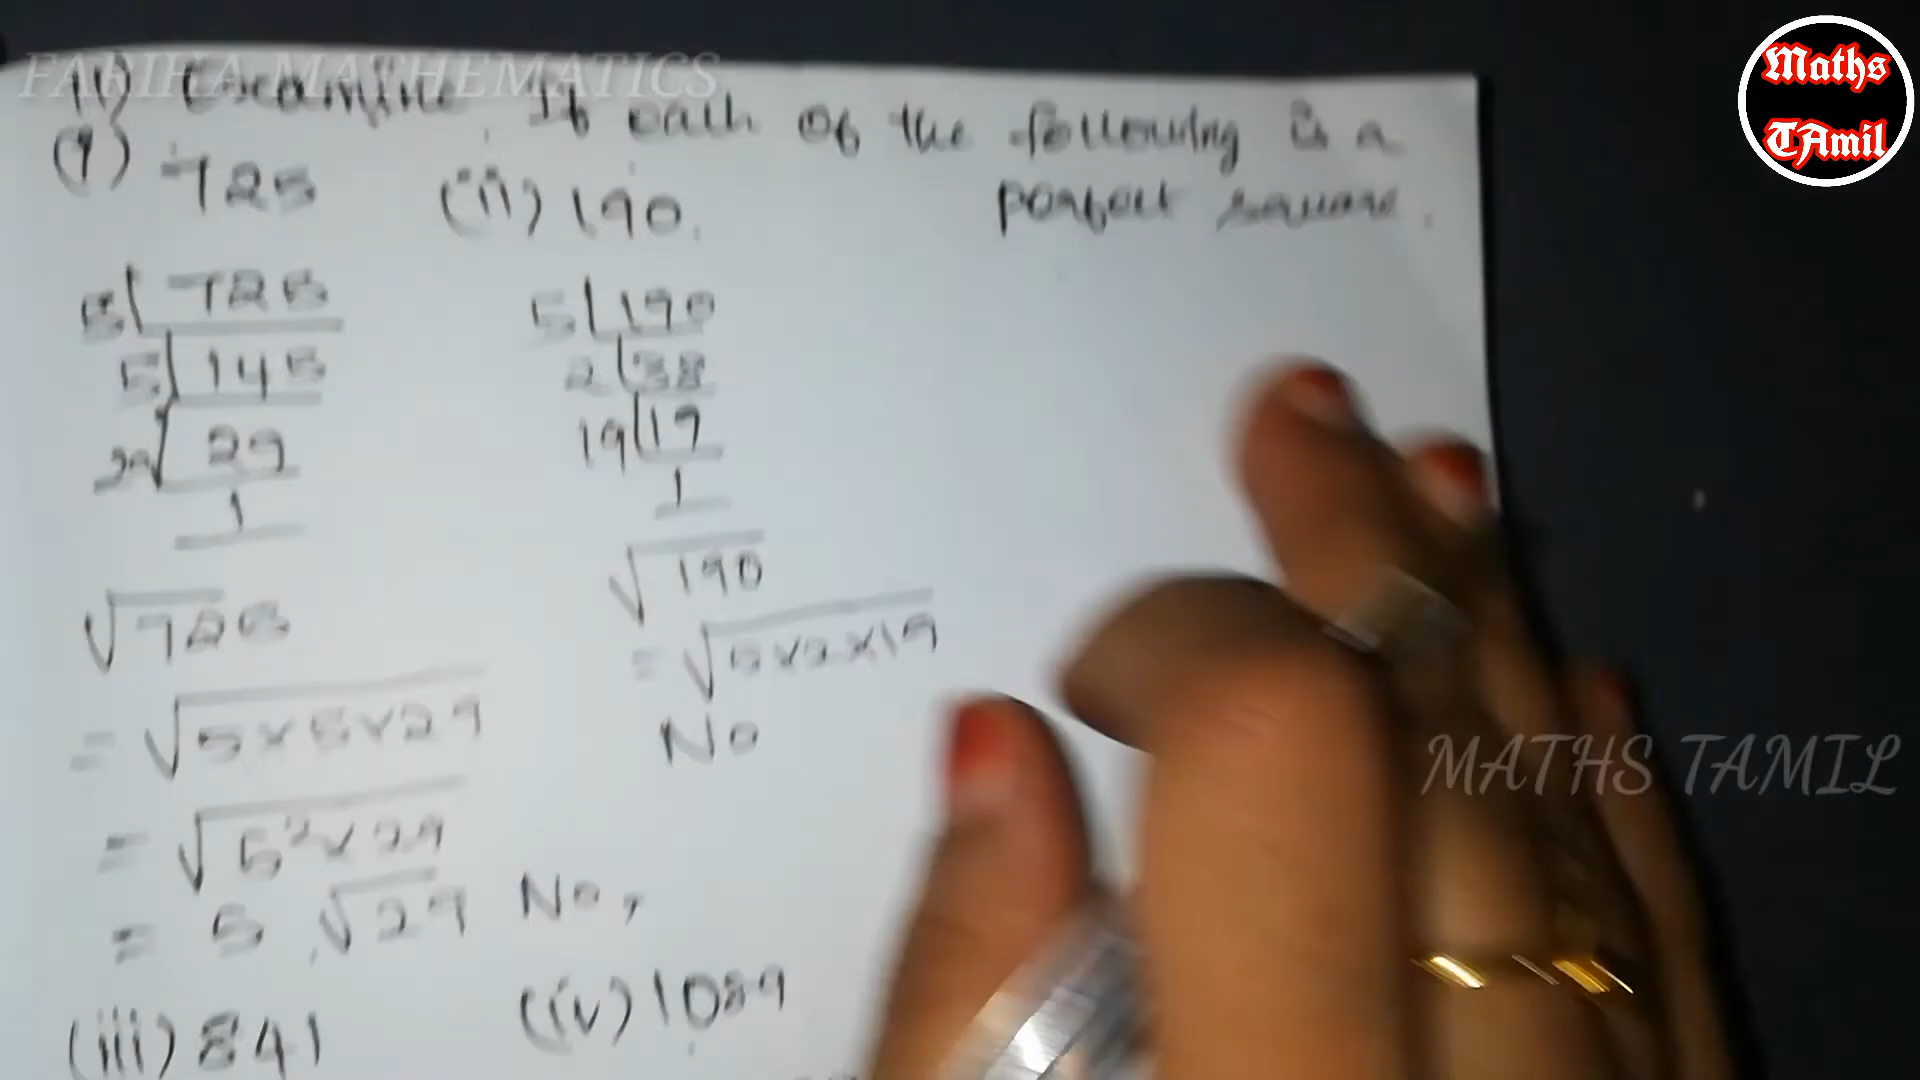 FARIHA MATHEMATICS
Maths
TAmil
11) Examine If each of the following is a
perfect square.
(i) 725
(ii) 190.
5 725
5 145
29 29
1
√725
= √5×5×29
= √5²×29
= 5 √29 No,
5 190
2 38
19 19
1
√190
= √5×2×19
No
(iii) 841
(iv) 1089
MATHS TAMIL